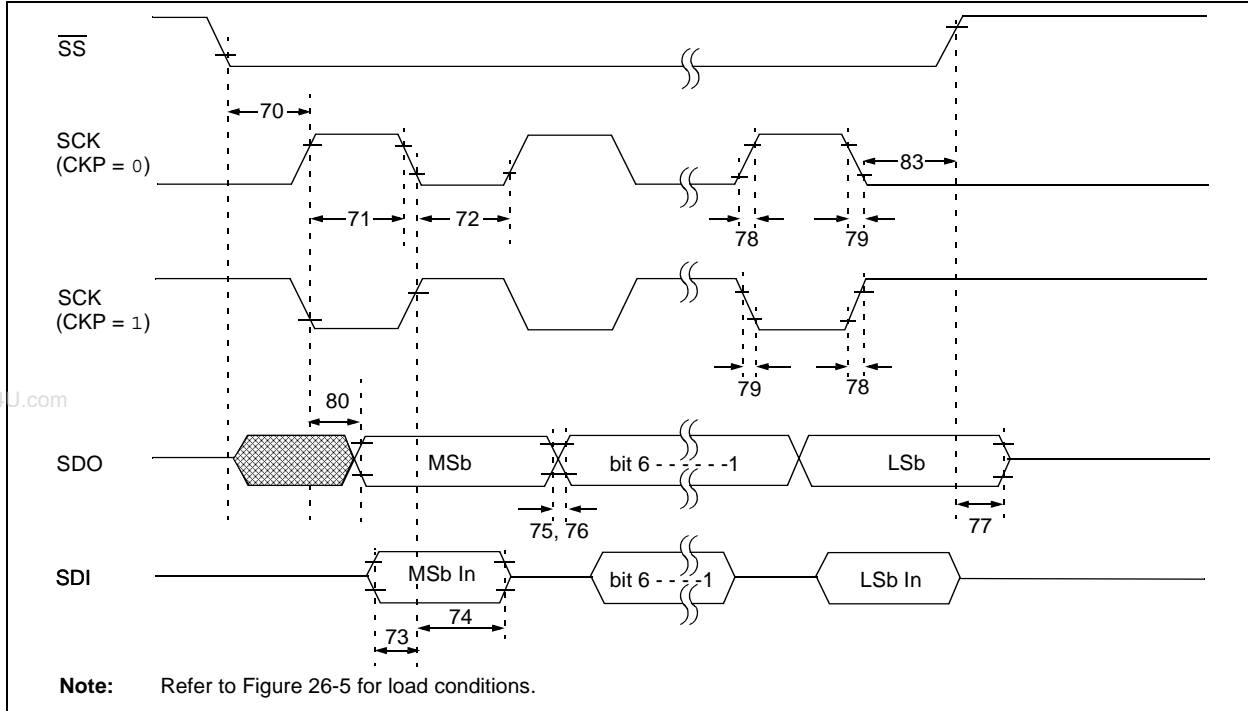 SS
70
SCK
(CKP = 0)
83
71
72
78
79
SCK
(CKP = 1)
79
78
4U.com
80
SDO
MSb
bit 6 - - - - - -1
LSb
75, 76
77
SDI
MSb In
bit 6 - - - -1
LSb In
74
73
Note: Refer to Figure 26-5 for load conditions.